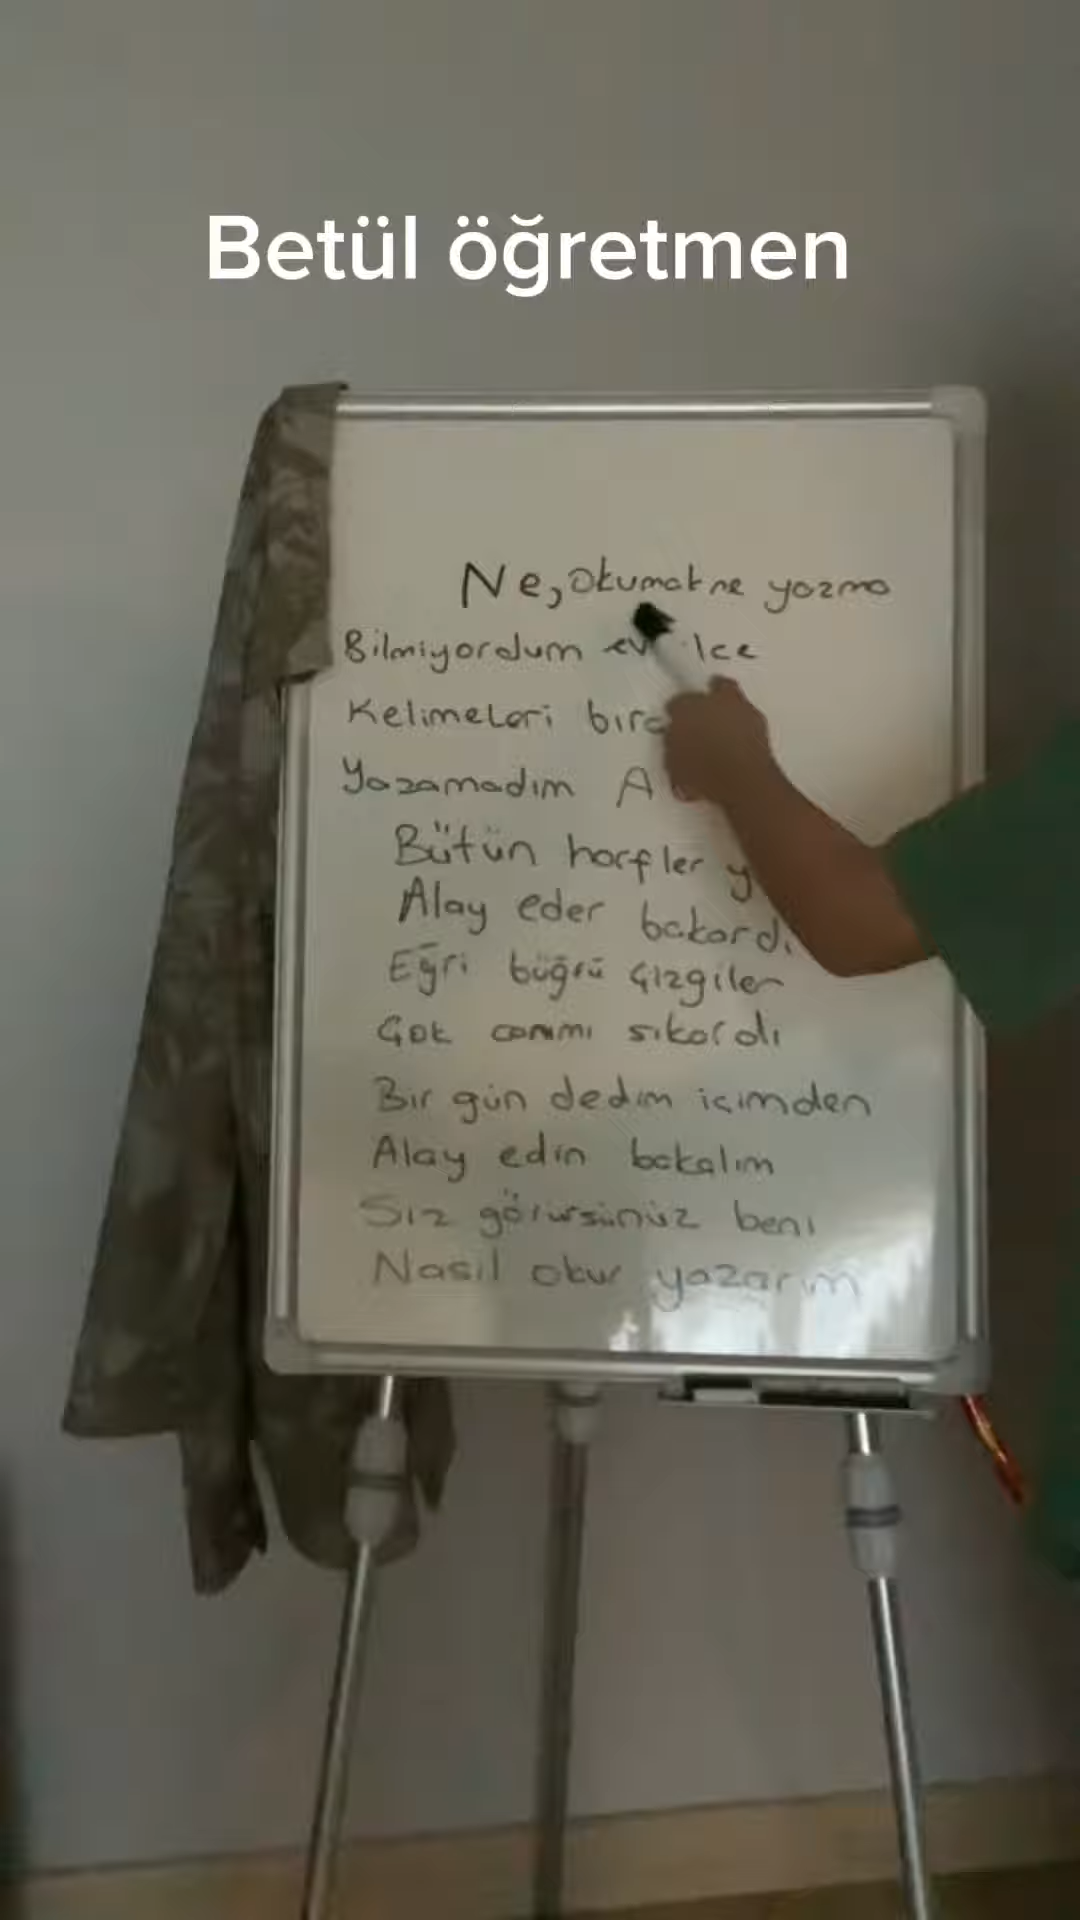 Betül öğretmen
Ne, okumak ne yazma
Bilmiyordum
Kelimeleri
Yazamadım
Bütün harfler
Alay eder bakardı
Eğri büğrü çizgiler
Çok canımı sıkardı
Bir gün dedim içimden
Alay edin bakalım
Siz görürsünüz beni
Nasıl okur yazarım